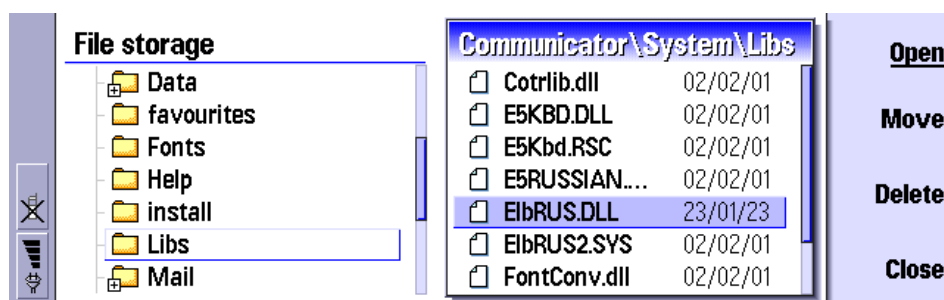 File storage
Data
favourites
Fonts
Help
install
Libs
Mail
Communicator\System\Libs
Cotrlib.dll 02/02/01
E5KBD.DLL 02/02/01
E5Kbd.RSC 02/02/01
E5RUSSIAN.... 02/02/01
ElbRUS.DLL 23/01/23
ElbRUS2.SYS 02/02/01
FontConv.dll 02/02/01
Open
Move
Delete
Close